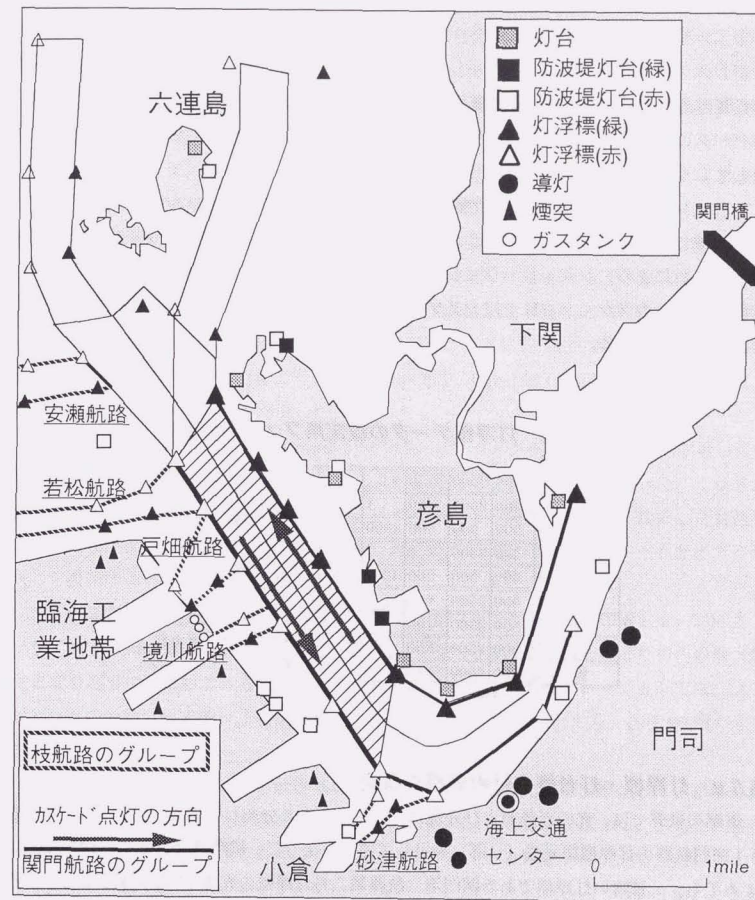 灯台
防波堤灯台(緑)
防波堤灯台(赤)
灯浮標(緑)
灯浮標(赤)
導灯
煙突
ガスタンク
六連島
関門橋
下関
安瀬航路
若松航路
彦島
戸畑航路
臨海工
業地帯
境川航路
門司
枝航路のグループ
カスケード点灯の方向
関門航路のグループ
海上交通
センター
小倉
砂津航路
0
1mile